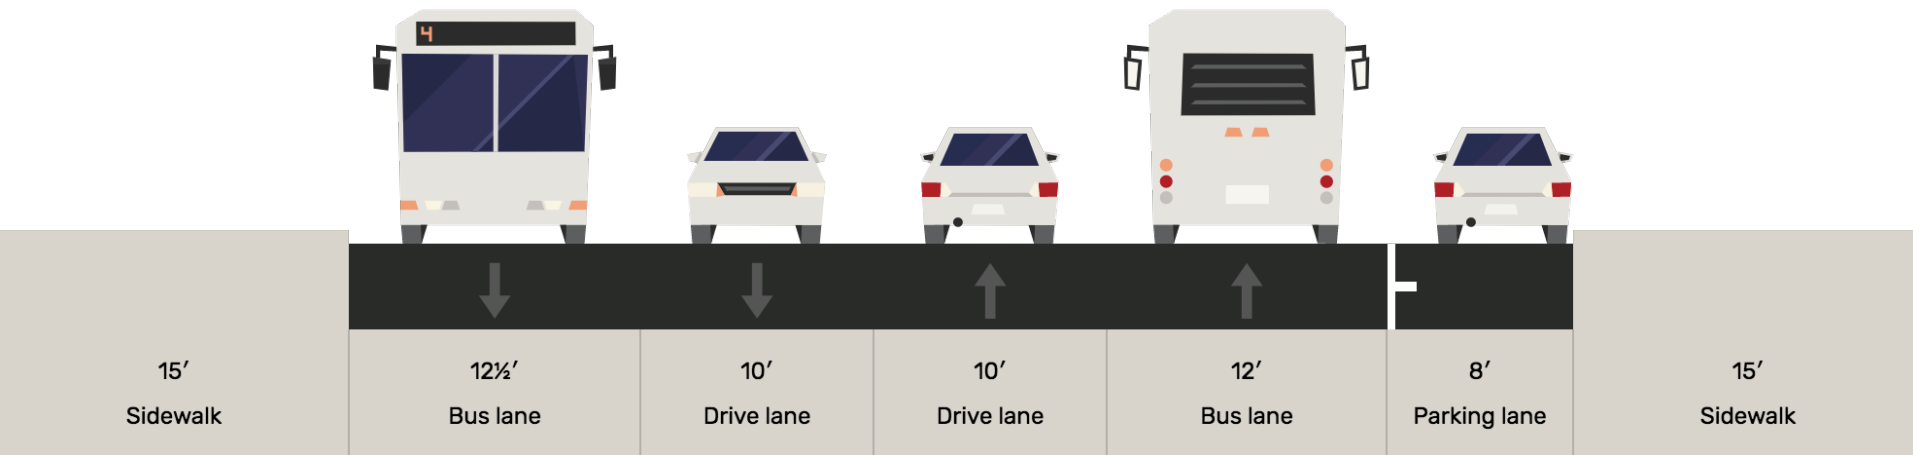 4
15′
12½′
10′
10′
12′
8′
15′
Sidewalk
Bus lane
Drive lane
Drive lane
Bus lane
Parking lane
Sidewalk